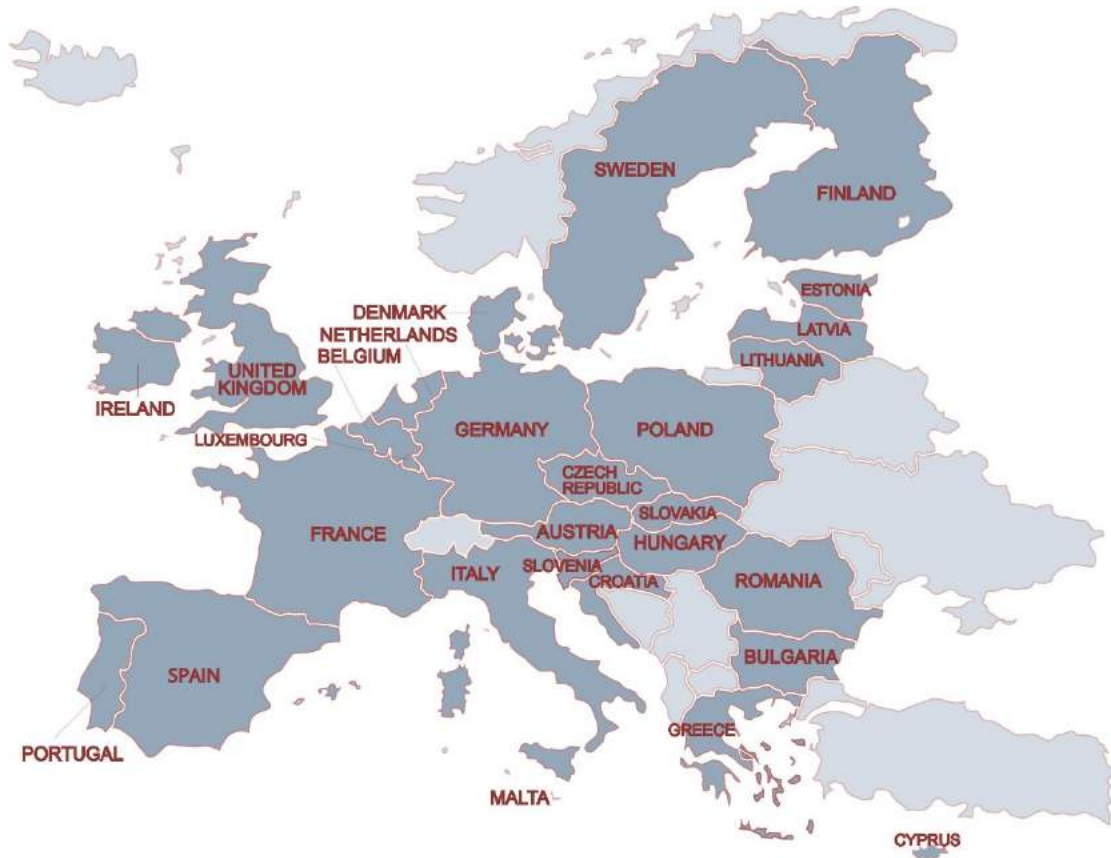 SWEDEN
FINLAND
ESTONIA
DENMARK
LATVIA
NETHERLANDS
BELGIUM
LITHUANIA
UNITED
KINGDOM
IRELAND
GERMANY
POLAND
LUXEMBOURG
CZECH
REPUBLIC
SLOVAKIA
FRANCE
AUSTRIA
HUNGARY
SLOVENIA
ITALY
CROATIA
ROMANIA
BULGARIA
SPAIN
GREECE
PORTUGAL
MALTA
CYPRUS